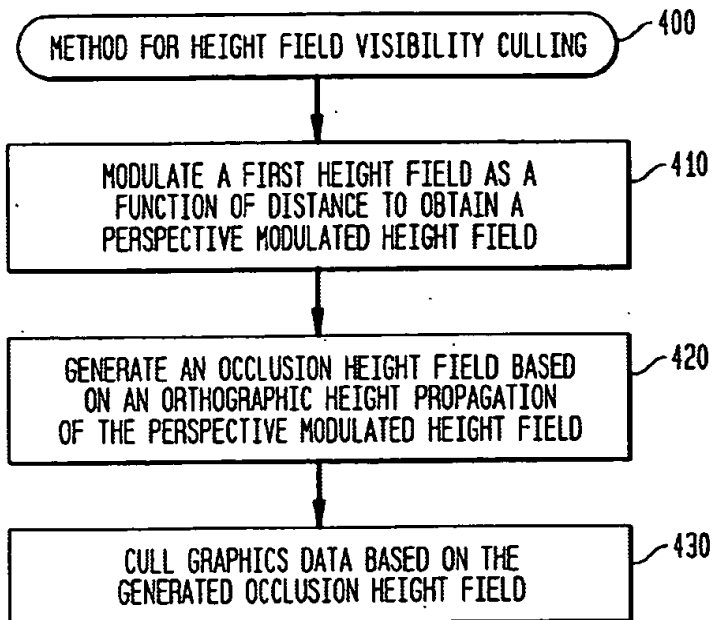 METHOD FOR HEIGHT FIELD VISIBILITY CULLING
400
MODULATE A FIRST HEIGHT FIELD AS A
FUNCTION OF DISTANCE TO OBTAIN A
PERSPECTIVE MODULATED HEIGHT FIELD
410
GENERATE AN OCCLUSION HEIGHT FIELD BASED
ON AN ORTHOGRAPHIC HEIGHT PROPAGATION
OF THE PERSPECTIVE MODULATED HEIGHT FIELD
420
CULL GRAPHICS DATA BASED ON THE
GENERATED OCCLUSION HEIGHT FIELD
430